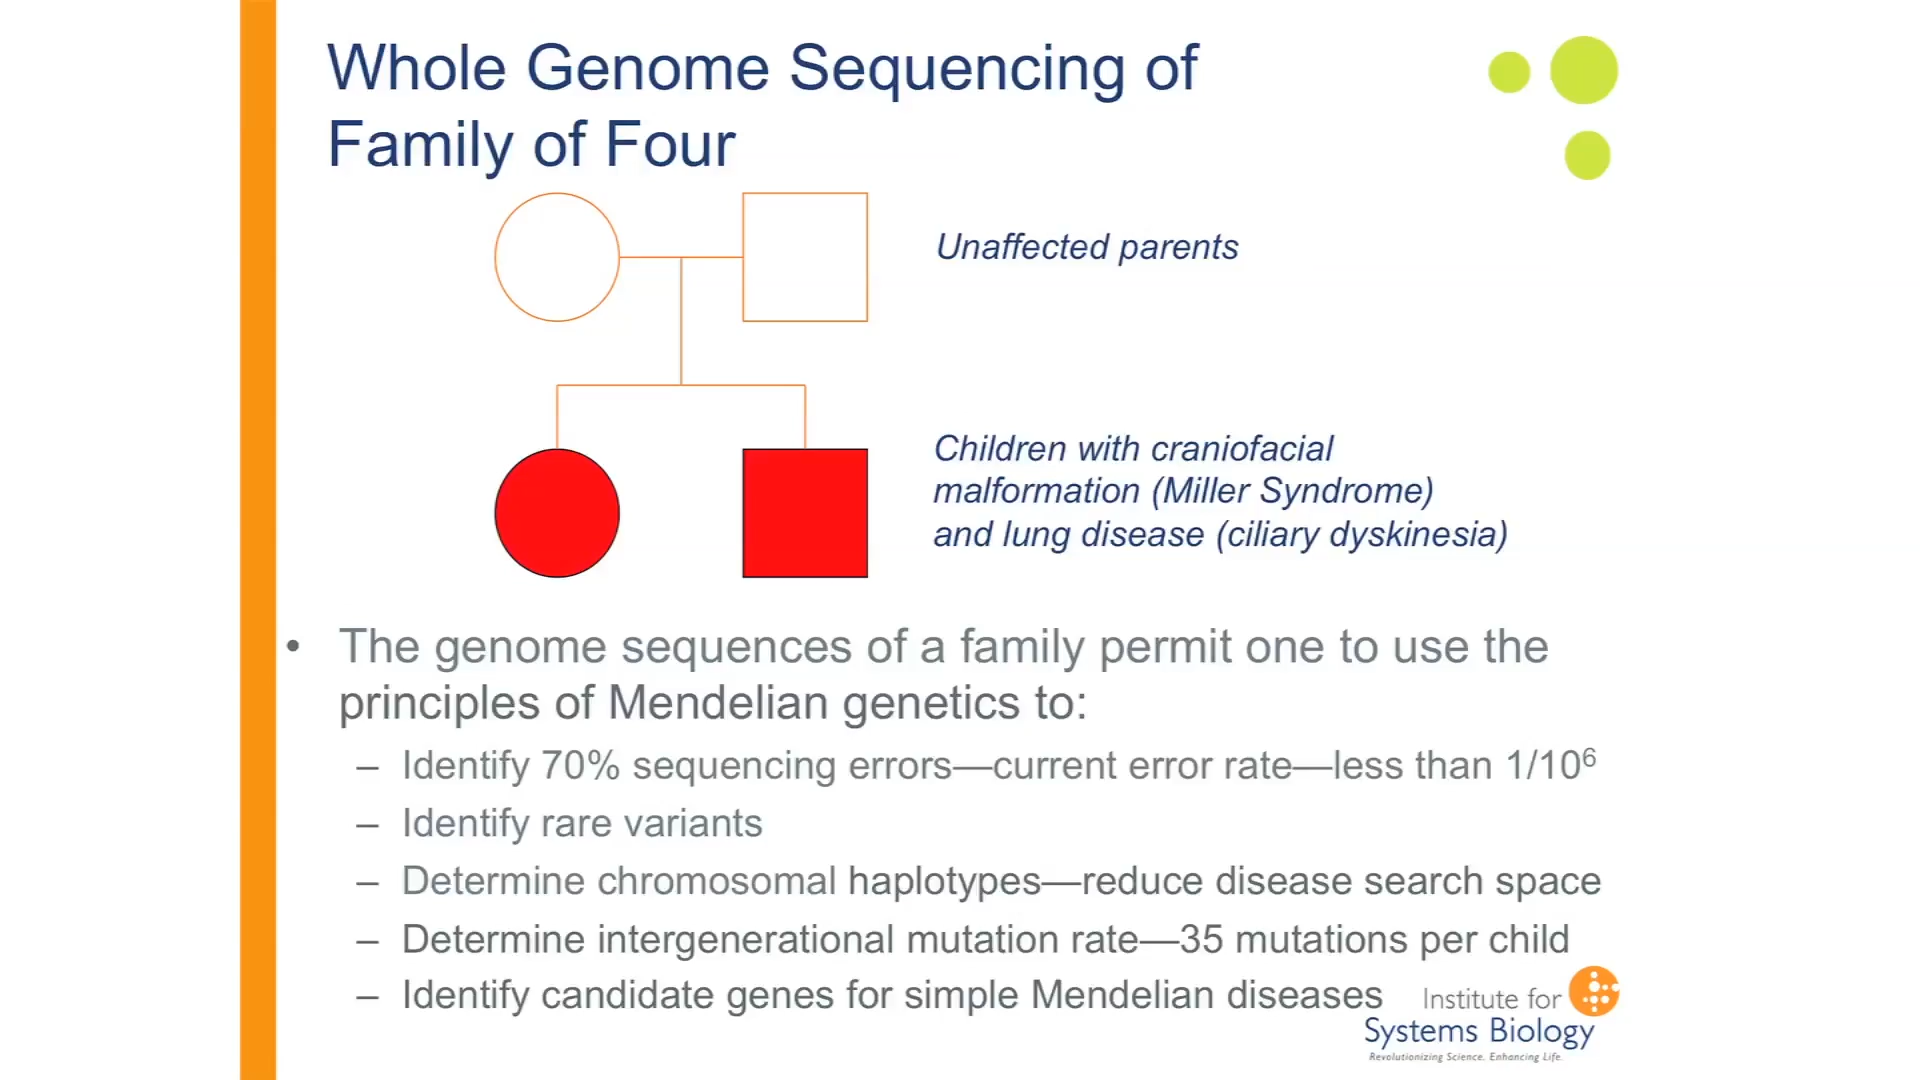 Whole Genome Sequencing of
Family of Four
Unaffected parents
Children with craniofacial
malformation (Miller Syndrome)
and lung disease (ciliary dyskinesia)
• The genome sequences of a family permit one to use the
principles of Mendelian genetics to:
– Identify 70% sequencing errors—current error rate—less than 1/10⁶
– Identify rare variants
– Determine chromosomal haplotypes—reduce disease search space
– Determine intergenerational mutation rate—35 mutations per child
– Identify candidate genes for simple Mendelian diseases
Institute for
Systems Biology
Revolutionizing Science. Enhancing Life.